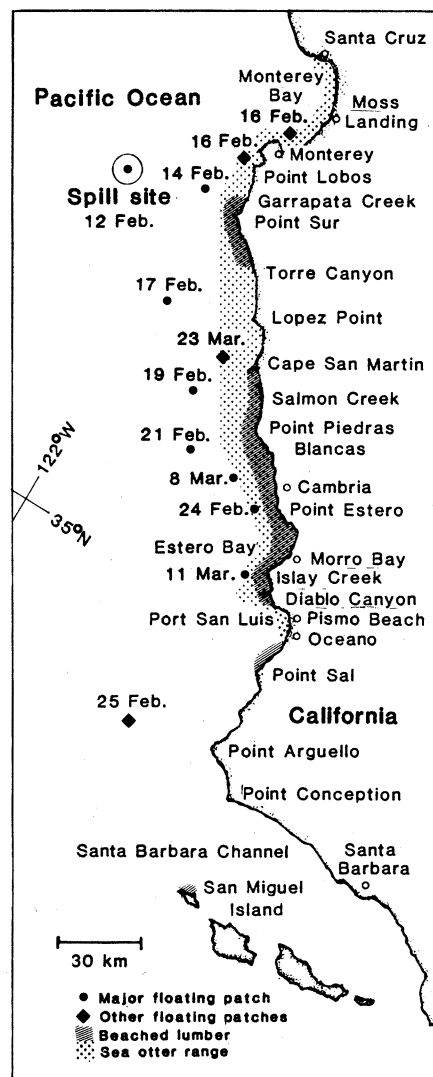 Santa Cruz
Monterey
Bay
Pacific Ocean
16 Feb.
Moss
Landing
16 Feb.
Monterey
14 Feb.
Point Lobos
Spill site
Garrapata Creek
12 Feb.
Point Sur
Torre Canyon
17 Feb.
Lopez Point
23 Mar.
Cape San Martin
19 Feb.
Salmon Creek
21 Feb.
Point Piedras
Blancas
122°W
8 Mar.
Cambria
35°N
24 Feb.
Point Estero
Estero Bay
Morro Bay
11 Mar.
Islay Creek
Diablo Canyon
Port San Luis
Pismo Beach
Oceano
Point Sal
25 Feb.
California
Point Arguello
Point Conception
Santa Barbara Channel
Santa
Barbara
San Miguel
Island
30 km
Major floating patch
Other floating patches
Beached lumber
Sea otter range